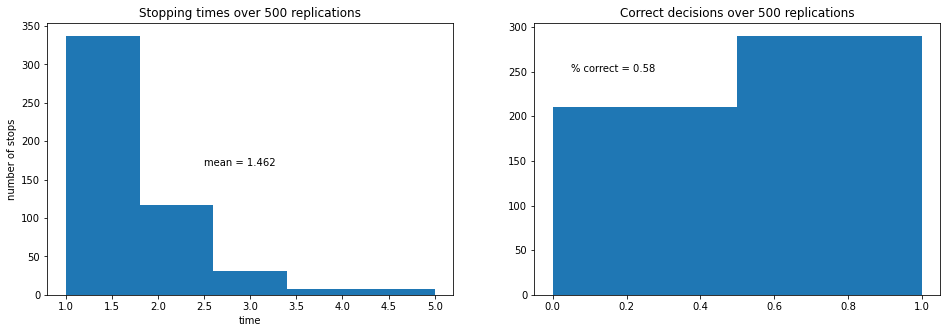 Stopping times over 500 replications
350
300
250
200
150
100
50
0
number of stops
mean = 1.462
1.0 1.5 2.0 2.5 3.0 3.5 4.0 4.5 5.0
time
Correct decisions over 500 replications
300
250
200
150
100
50
0
% correct = 0.58
0.0 0.2 0.4 0.6 0.8 1.0